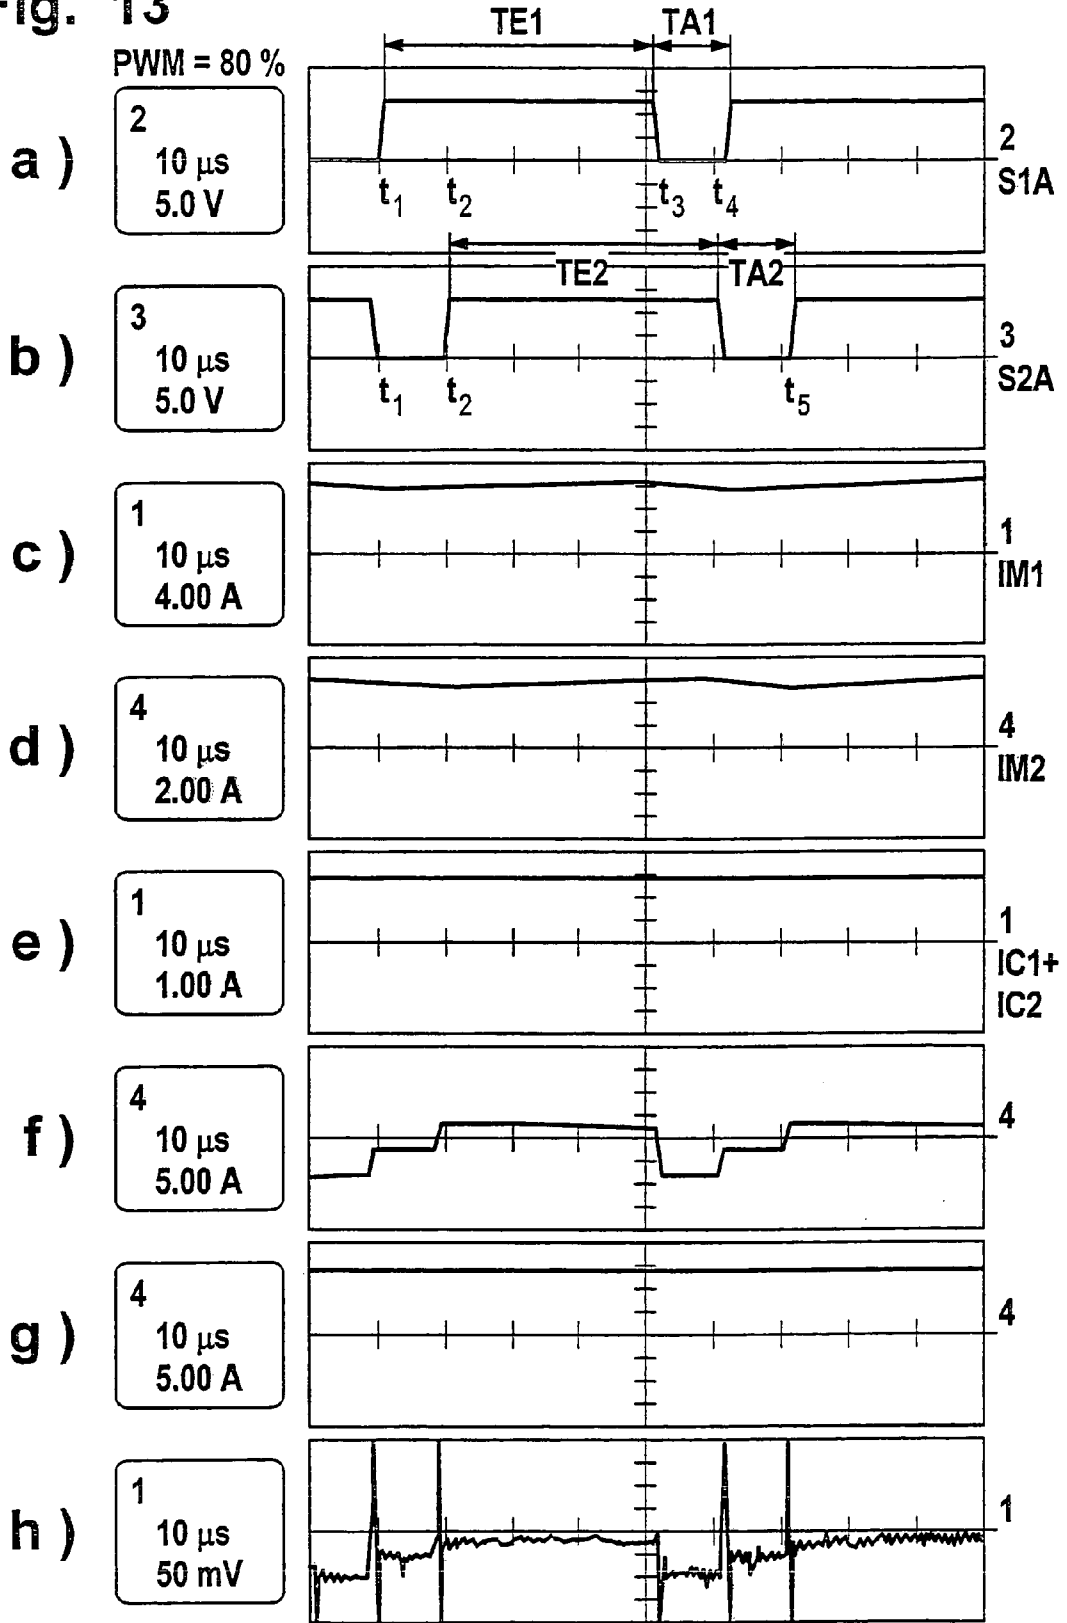 Fig. 13
PWM = 80 %
TE1
TA1
a )
2
10 µs
5.0 V
t1
t2
t3
t4
2
S1A
TE2
TA2
b )
3
10 µs
5.0 V
t1
t2
t5
3
S2A
c )
1
10 µs
4.00 A
1
IM1
d )
4
10 µs
2.00 A
4
IM2
e )
1
10 µs
1.00 A
1
IC1+
IC2
f )
4
10 µs
5.00 A
4
g )
4
10 µs
5.00 A
4
h )
1
10 µs
50 mV
1